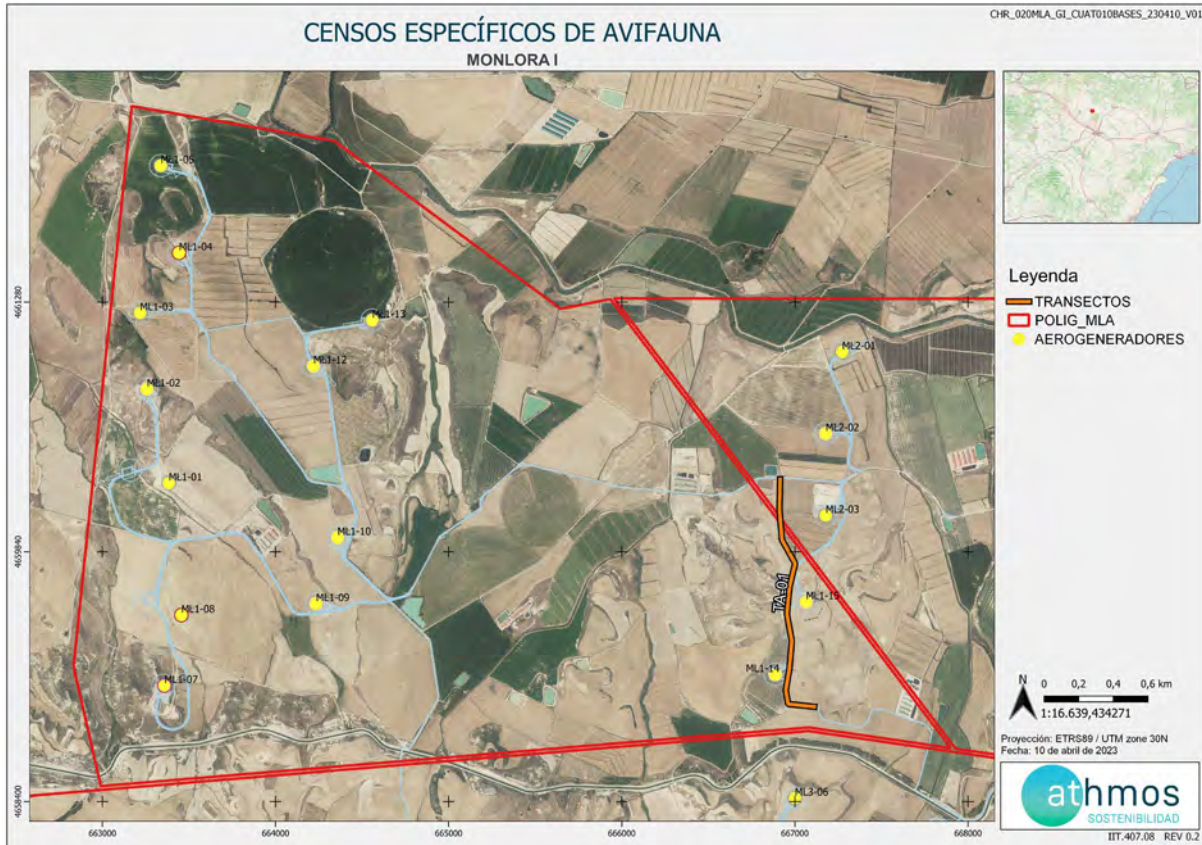 CHR_020MLA_GI_CUAT010BASES_230410_V01
CENSOS ESPECÍFICOS DE AVIFAUNA
MONLORA I
ML1-05
ML1-04
ML1-03
ML1-13
ML1-12
ML1-02
ML1-01
ML1-10
ML1-09
ML1-08
ML1-07
ML2-01
ML2-02
ML2-03
ML1-15
ML1-14
TA-01
ML3-06
4661280
4659840
4658400
663000
664000
665000
666000
667000
668000
Leyenda
TRANSECTOS
POLIG_MLA
AEROGENERADORES
N
0 0,2 0,4 0,6 km
1:16.639,434271
Proyección: ETRS89 / UTM zone 30N
Fecha: 10 de abril de 2023
athmos
SOSTENIBILIDAD
IIT.407.08 REV 0.2